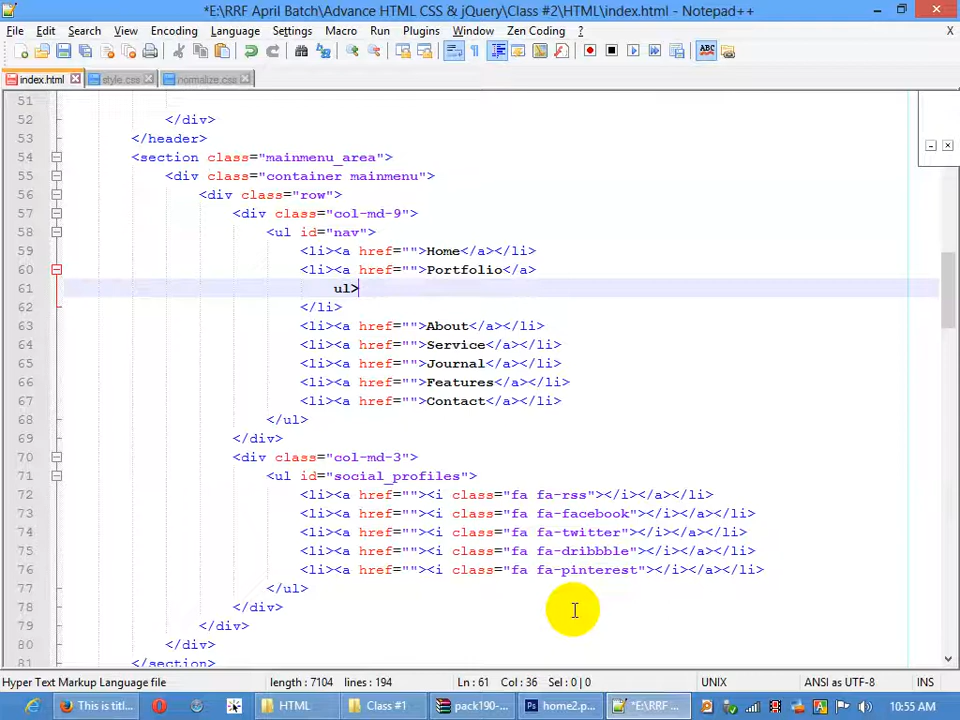 *E:\RRF April Batch\Advance HTML CSS & jQuery\Class #2\HTML\index.html - Notepad++
File Edit Search View Encoding Language Settings Macro Run Plugins Window Zen Coding ? X
index.html style.css normalize.css
51
52 </div>
53 </header>
54 <section class="mainmenu_area">
55 <div class="container mainmenu">
56 <div class="row">
57 <div class="col-md-9">
58 <ul id="nav">
59 <li><a href="">Home</a></li>
60 <li><a href="">Portfolio</a>
61 ul>
62 </li>
63 <li><a href="">About</a></li>
64 <li><a href="">Service</a></li>
65 <li><a href="">Journal</a></li>
66 <li><a href="">Features</a></li>
67 <li><a href="">Contact</a></li>
68 </ul>
69 </div>
70 <div class="col-md-3">
71 <ul id="social_profiles">
72 <li><a href=""><i class="fa fa-rss"></i></a></li>
73 <li><a href=""><i class="fa fa-facebook"></i></a></li>
74 <li><a href=""><i class="fa fa-twitter"></i></a></li>
75 <li><a href=""><i class="fa fa-dribbble"></i></a></li>
76 <li><a href=""><i class="fa fa-pinterest"></i></a></li>
77 </ul>
78 </div>
79 </div>
80 </div>
81 </section>
Hyper Text Markup Language file length : 7104 lines : 194 Ln : 61 Col : 36 Sel : 0 | 0 UNIX ANSI as UTF-8 INS
This is titl... HTML Class #1 pack190-... home2.p... *E:\RRF ... 10:55 AM